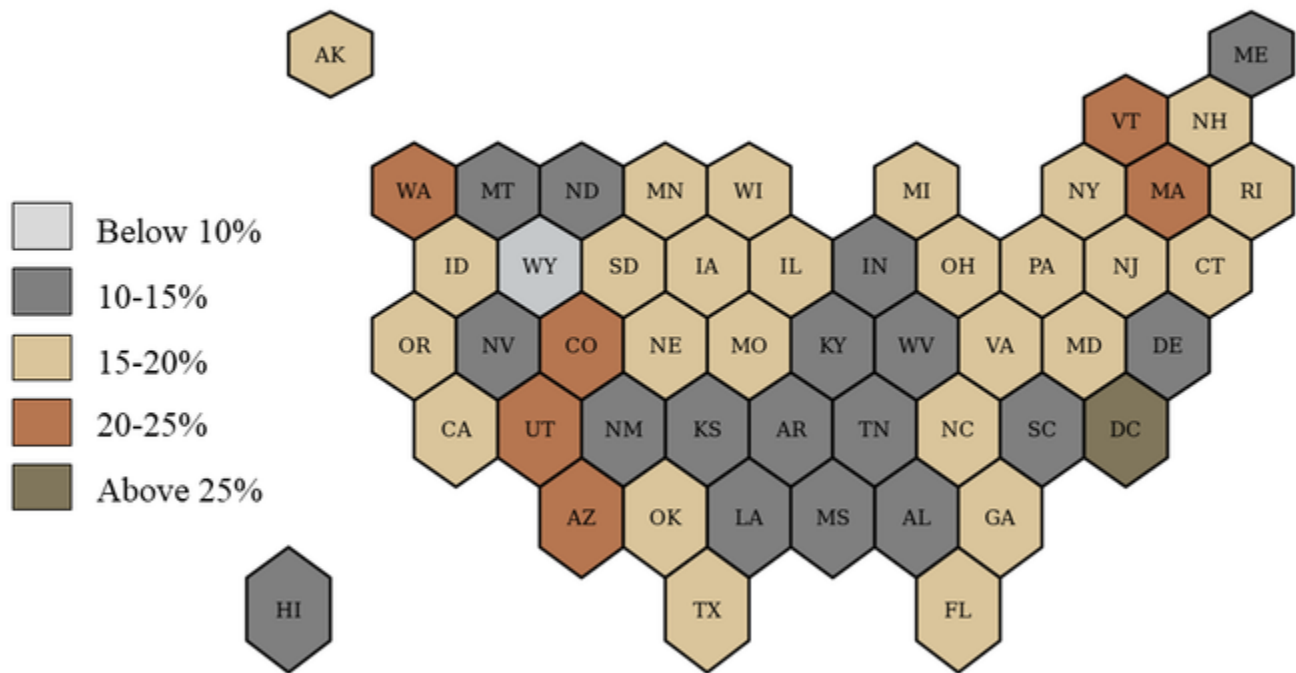 AK
ME
VT NH
WA MT ND MN WI MI NY MA RI
Below 10%
ID WY SD IA IL IN OH PA NJ CT
10-15%
OR NV CO NE MO KY WV VA MD DE
15-20%
CA UT NM KS AR TN NC SC DC
20-25%
Above 25%
AZ OK LA MS AL GA
HI TX FL